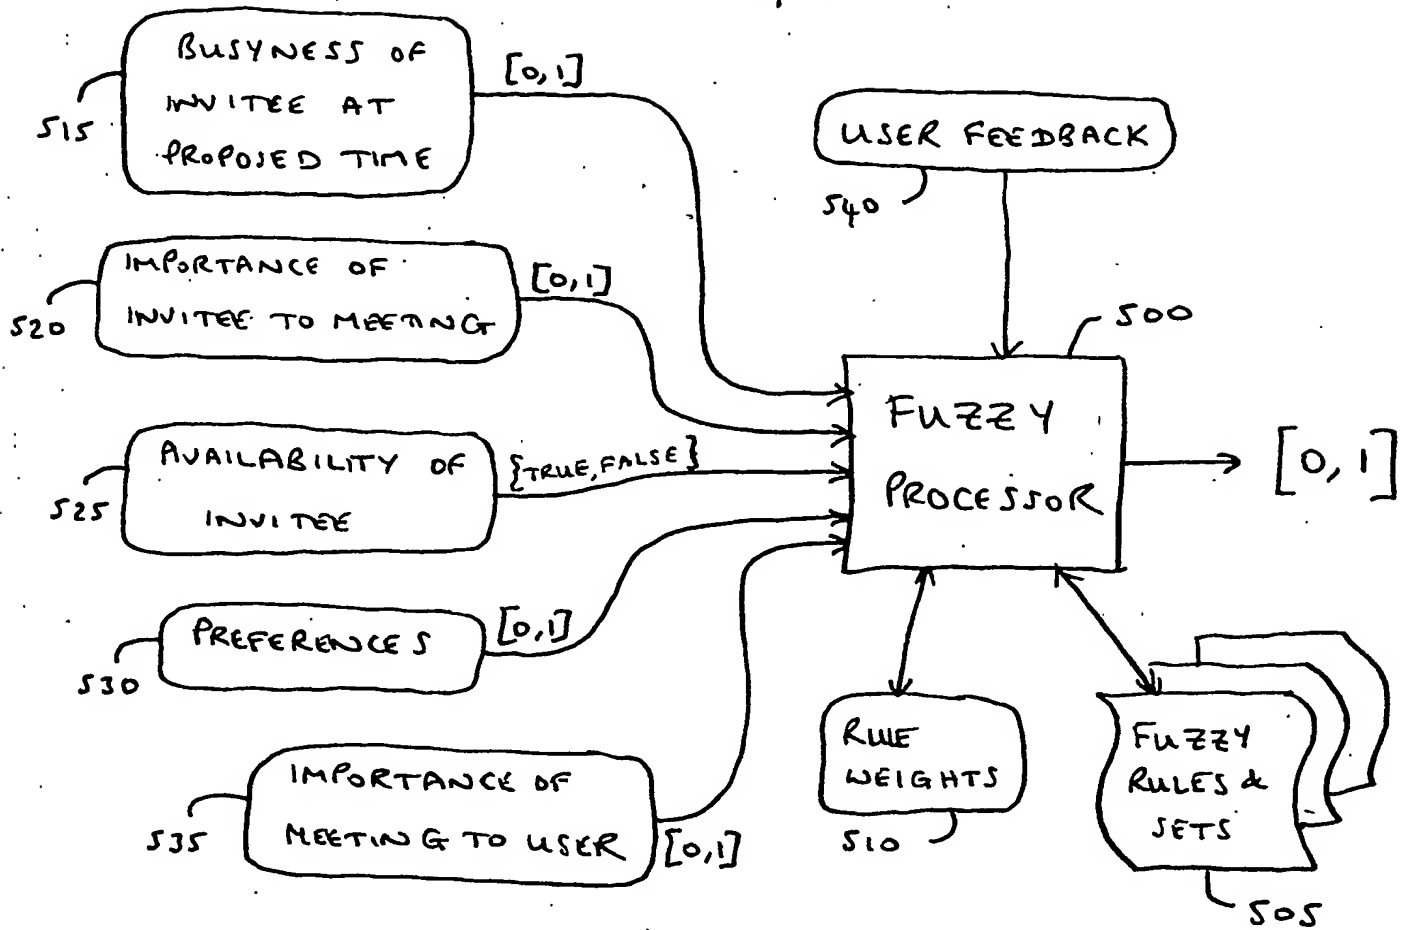 BUSYNESS OF
INVITEE AT
PROPOSED TIME
[0,1]
515
USER FEEDBACK
540
IMPORTANCE OF
INVITEE TO MEETING
[0,1]
520
500
FUZZY
PROCESSOR
[0,1]
AVAILABILITY OF
INVITEE
{TRUE, FALSE}
525
PREFERENCES
[0,1]
530
IMPORTANCE OF
MEETING TO USER
[0,1]
535
RULE
WEIGHTS
510
FUZZY
RULES &
SETS
505